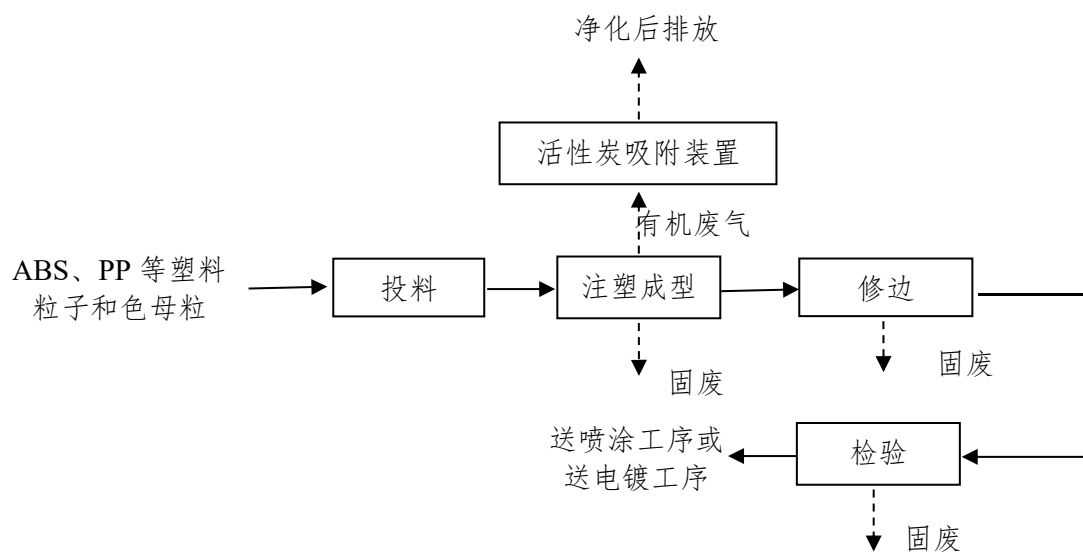 净化后排放
活性炭吸附装置
有机废气
ABS、PP 等塑料
粒子和色母粒
投料
注塑成型
修边
固废
固废
送喷涂工序或
送电镀工序
检验
固废